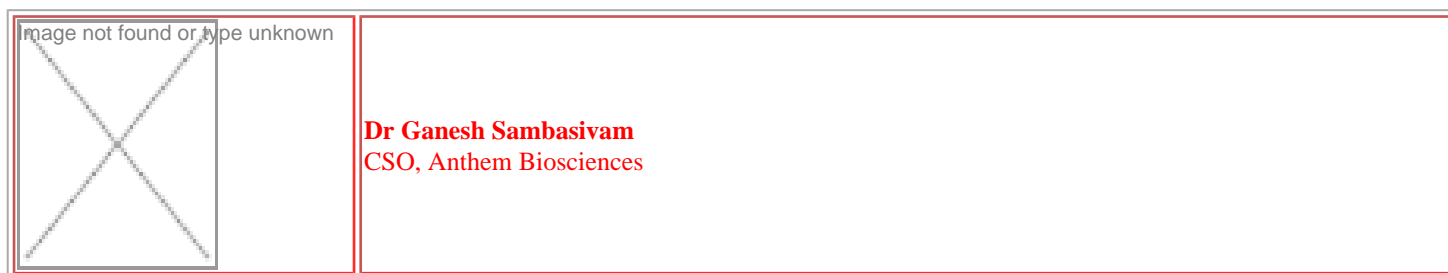 Image not found or type unknown
Dr Ganesh Sambasivam
CSO, Anthem Biosciences